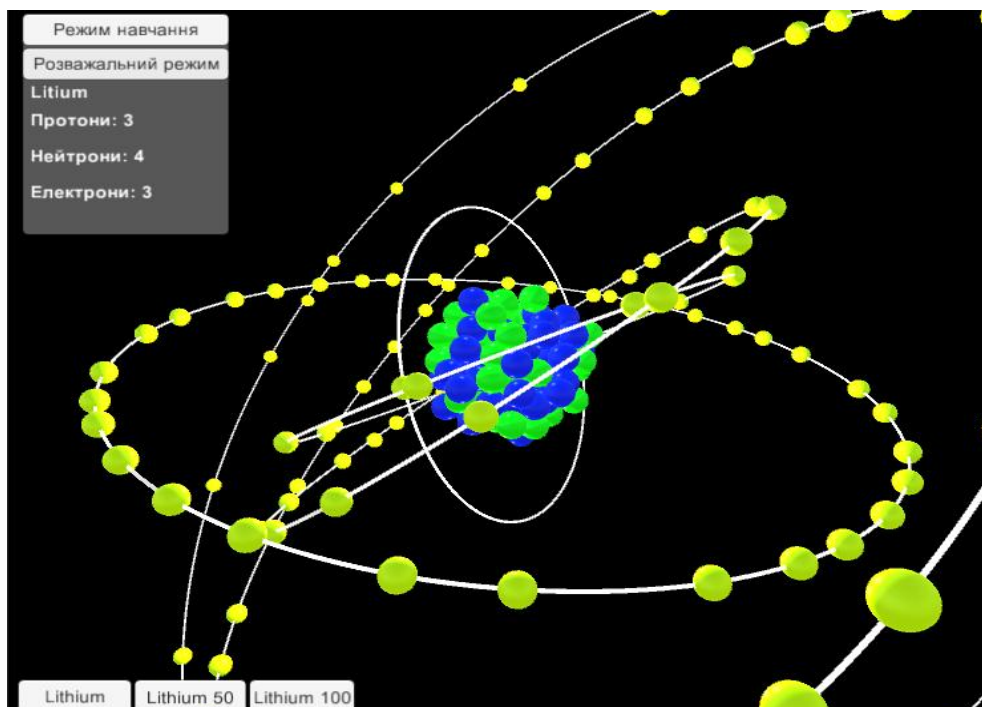 Режим навчання
Розважальний режим
Litium
Протони: 3
Нейтрони: 4
Електрони: 3
Lithium
Lithium 50
Lithium 100